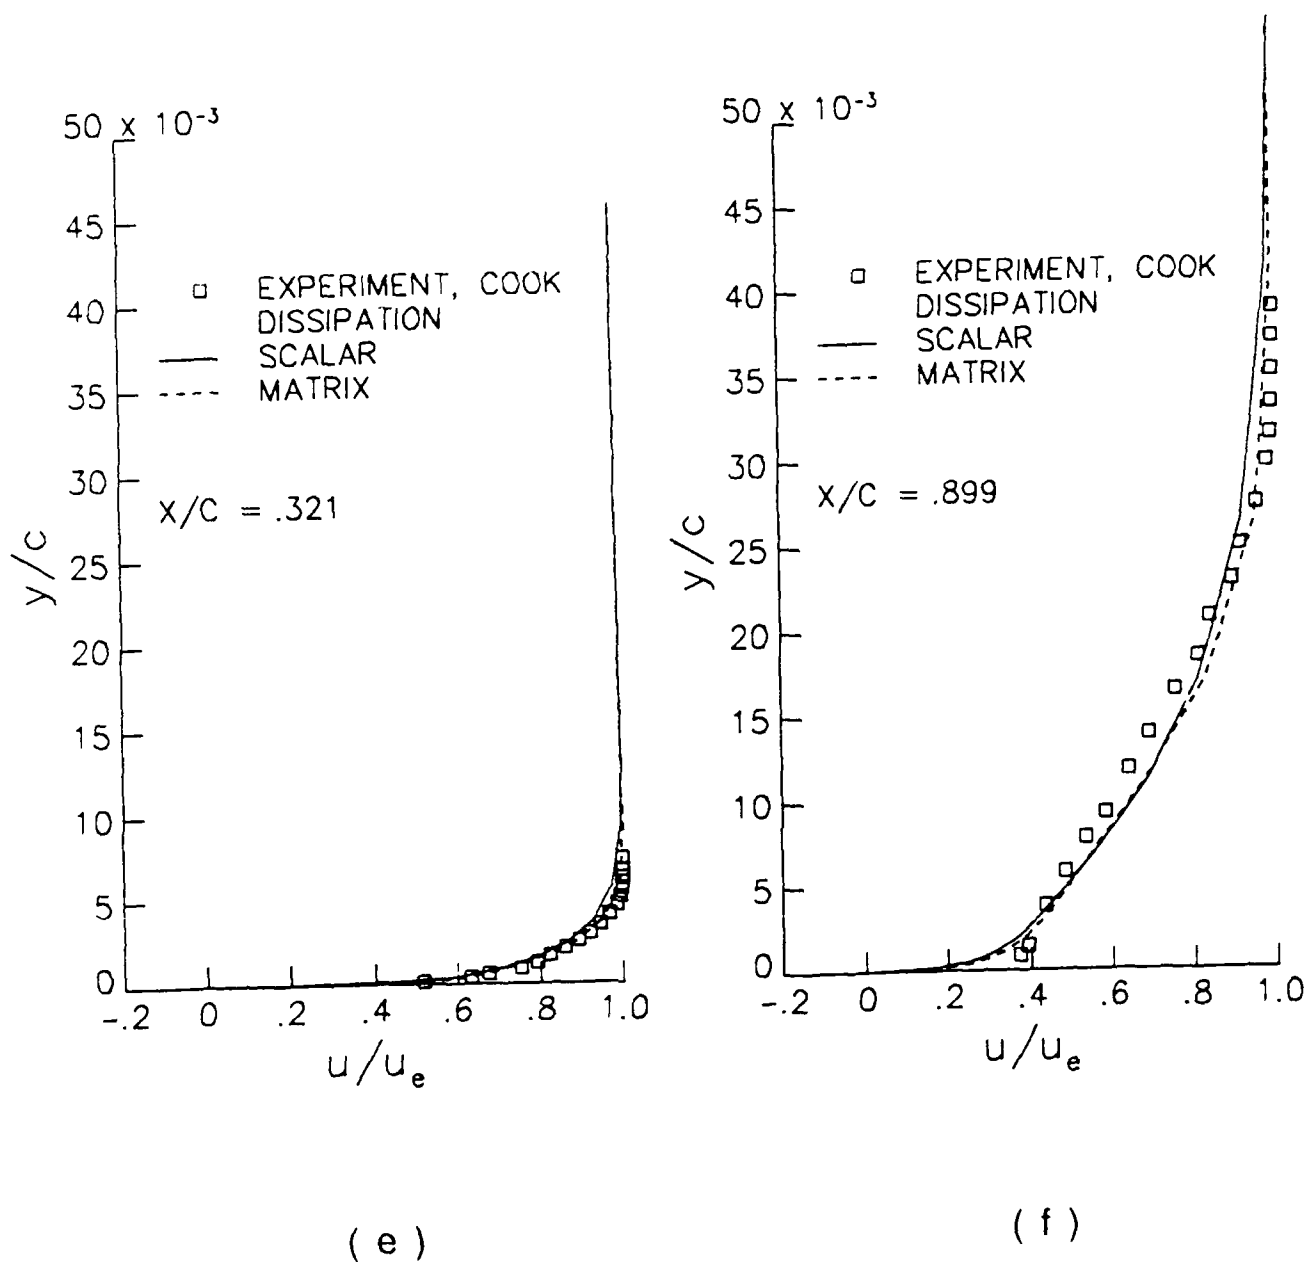 50 x 10-3
45
40
35
30
25
20
15
10
5
0
y/c
EXPERIMENT, COOK
DISSIPATION
SCALAR
MATRIX
X/C = .321
-.2 0 .2 .4 .6 .8 1.0
u/ue
(e)
50 x 10-3
45
40
35
30
25
20
15
10
5
0
y/c
EXPERIMENT, COOK
DISSIPATION
SCALAR
MATRIX
X/C = .899
-.2 0 .2 .4 .6 .8 1.0
u/ue
(f)